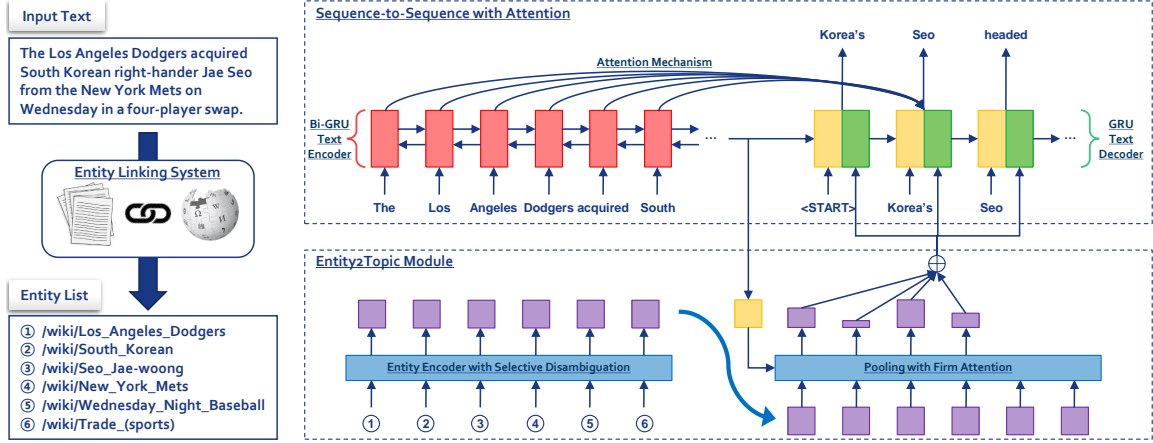 Input Text
The Los Angeles Dodgers acquired
South Korean right-hander Jae Seo
from the New York Mets on
Wednesday in a four-player swap.
Entity Linking System
Entity List
① /wiki/Los_Angeles_Dodgers
② /wiki/South_Korean
③ /wiki/Seo_Jae-woong
④ /wiki/New_York_Mets
⑤ /wiki/Wednesday_Night_Baseball
⑥ /wiki/Trade_(sports)
Sequence-to-Sequence with Attention
Korea's Seo headed
Attention Mechanism
Bi-GRU
Text
Encoder
...
...
GRU
Text
Decoder
The Los Angeles Dodgers acquired South <START> Korea's Seo
Entity2Topic Module
Entity Encoder with Selective Disambiguation
Pooling with Firm Attention
① ② ③ ④ ⑤ ⑥